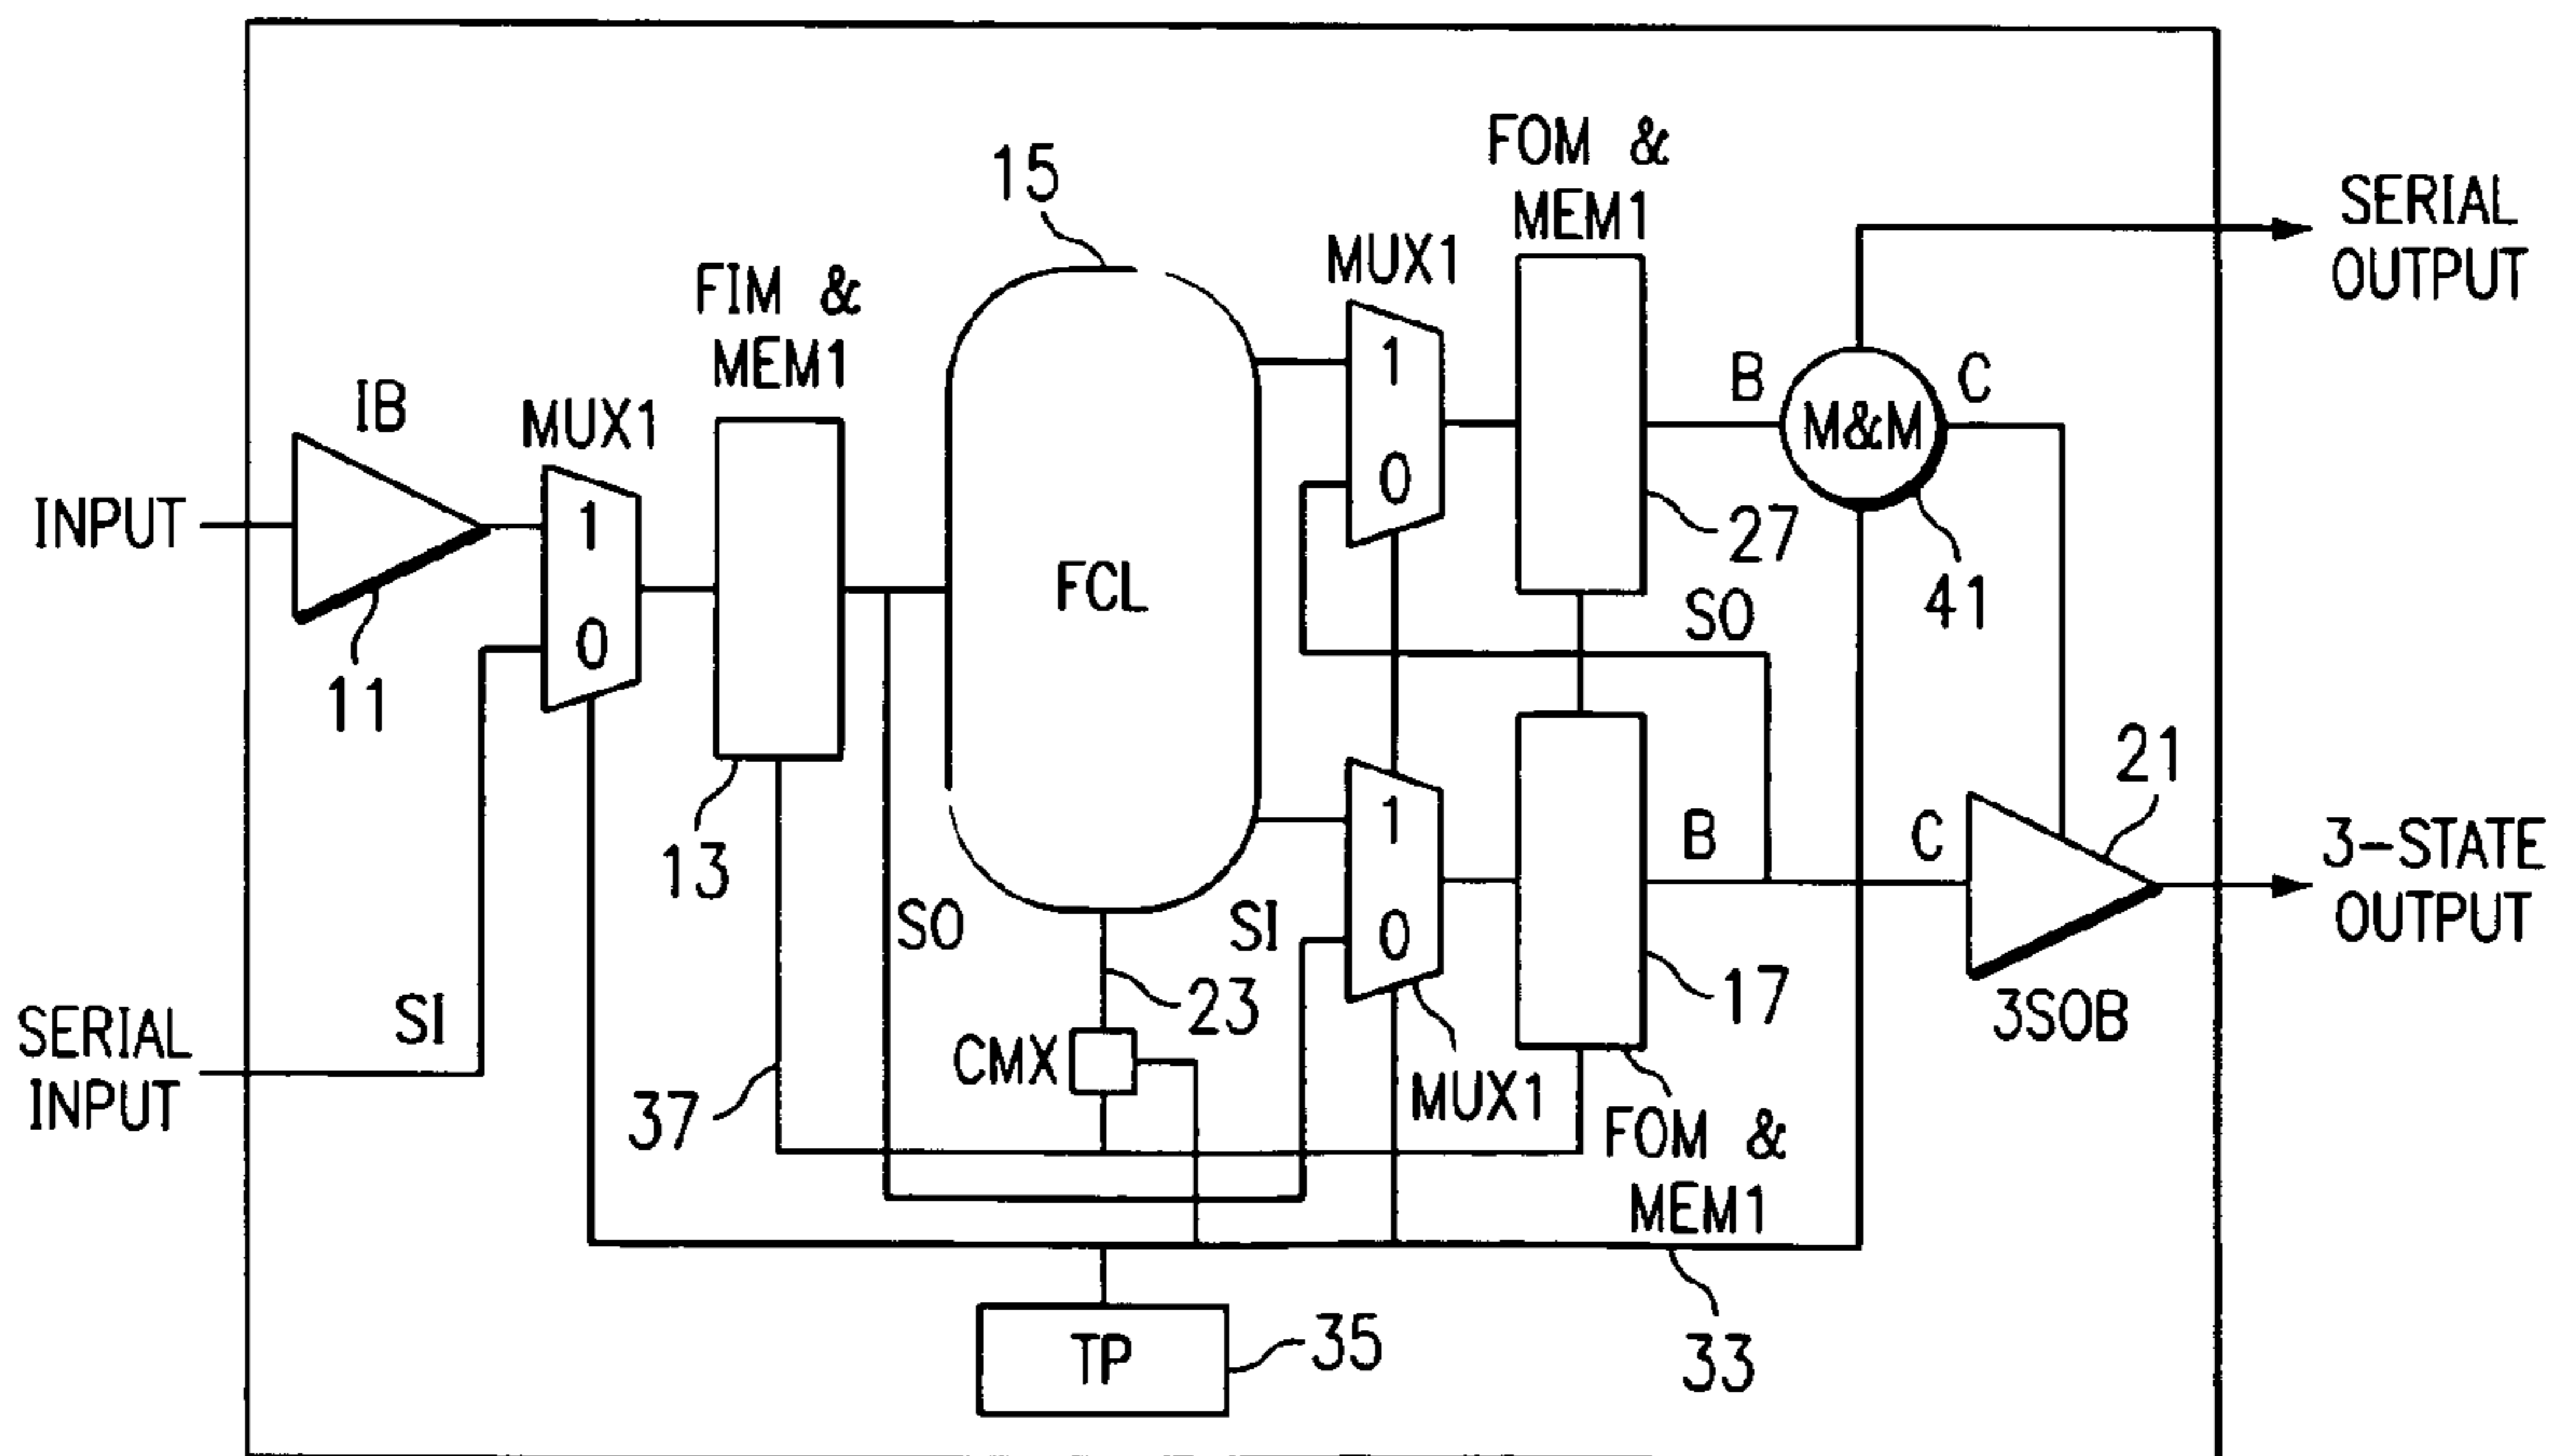 15
FOM &
MEM1
SERIAL
OUTPUT
MUX1
FIM &
MEM1
1
0
B
M&M
C
IB
MUX1
1
0
INPUT
11
FCL
27
41
SO
13
1
0
B
C
21
3-STATE
OUTPUT
SO
SI
17
3SOB
SERIAL
INPUT
SI
23
CMX
37
MUX1
FOM &
MEM1
TP
35
33